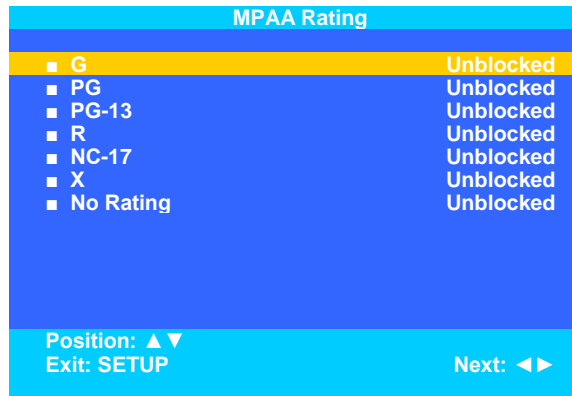 MPAA Rating
■ G Unblocked
■ PG Unblocked
■ PG-13 Unblocked
■ R Unblocked
■ NC-17 Unblocked
■ X Unblocked
■ No Rating Unblocked
Position: ▲▼
Exit: SETUP Next: ◄►